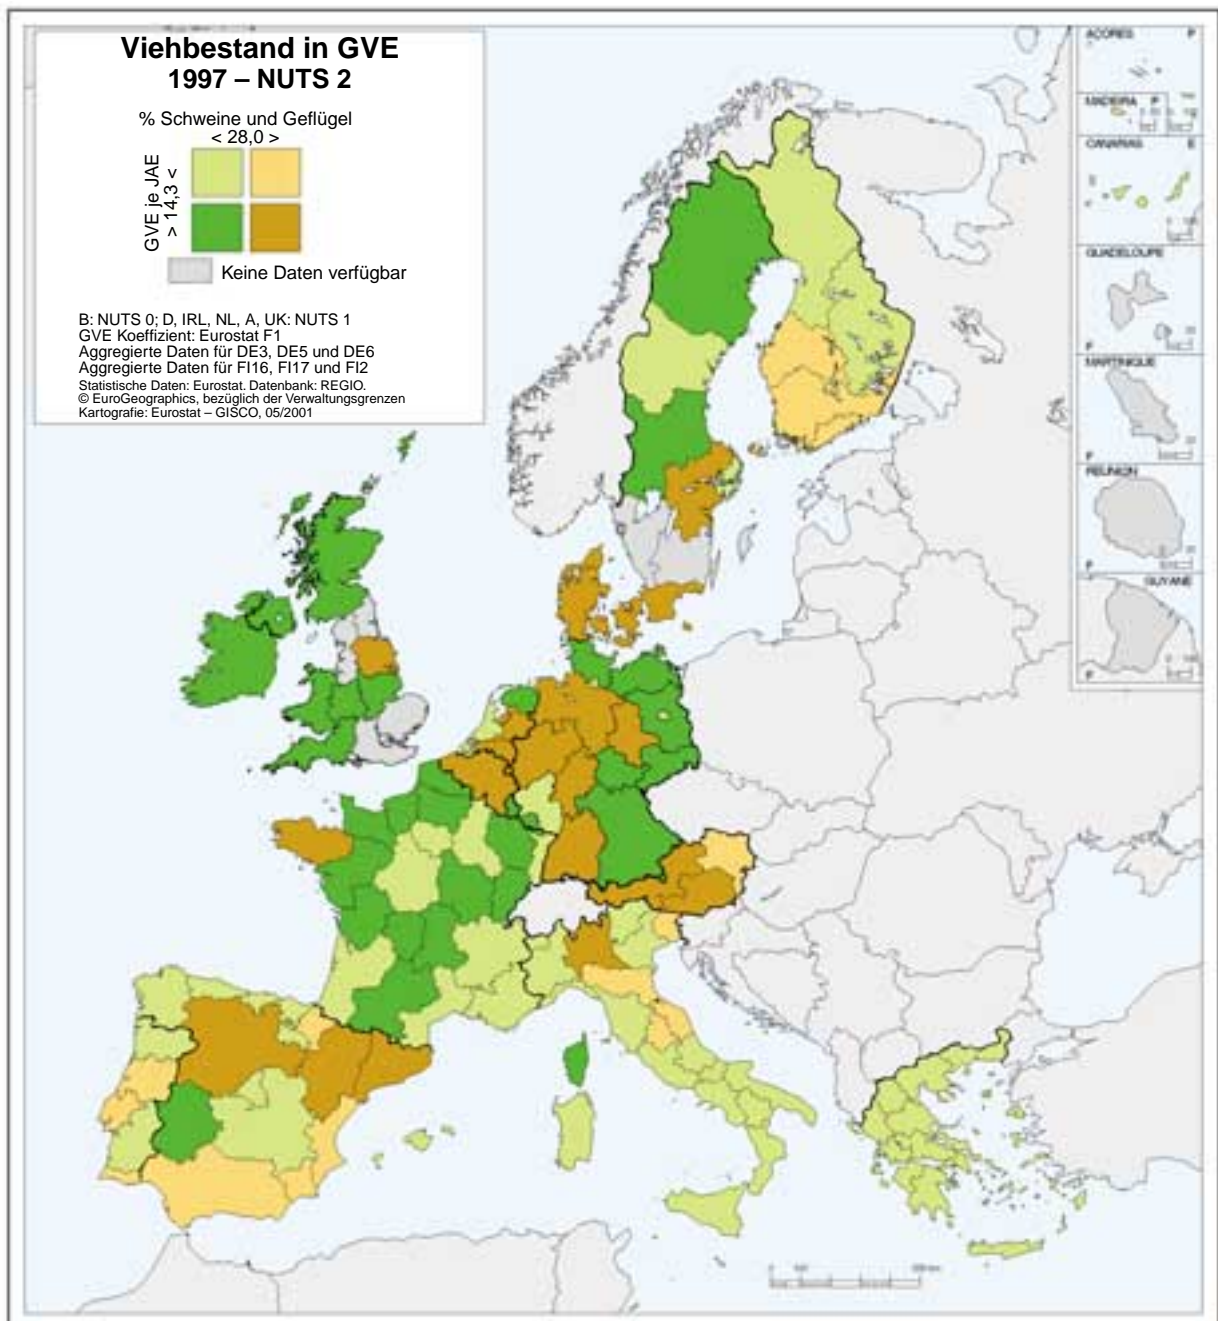 Viehbestand in GVE
1997 – NUTS 2
% Schweine und Geflügel
< 28,0 >
GVE je JAE
> 14,3 <
Keine Daten verfügbar
B: NUTS 0; D, IRL, NL, A, UK: NUTS 1
GVE Koeffizient: Eurostat F1
Aggregierte Daten für DE3, DE5 und DE6
Aggregierte Daten für FI16, FI17 und FI2
Statistische Daten: Eurostat. Datenbank: REGIO.
© EuroGeographics, bezüglich der Verwaltungsgrenzen
Kartografie: Eurostat – GISCO, 05/2001
AÇORES P
MADEIRA P
CANARIAS E
GUADELOUPE
F
MARTINIQUE
F
REUNION
F
GUYANE
F